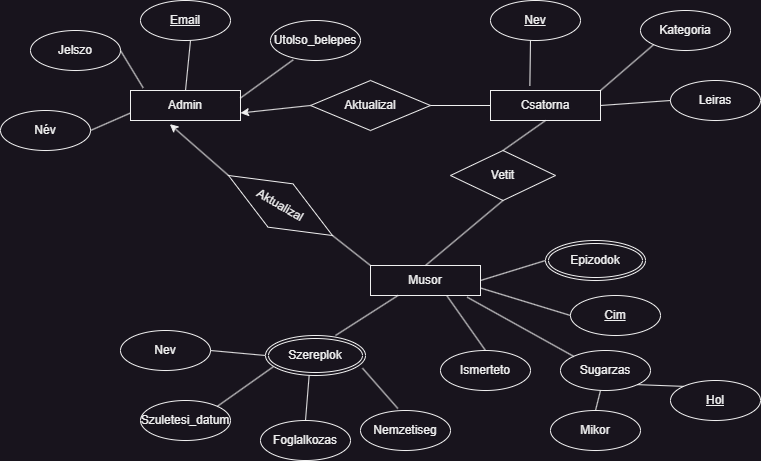 Email
Nev
Kategoria
Jelszo
Utolso_belepes
Admin
Aktualizal
Csatorna
Leiras
Név
Vetit
Aktualizal
Epizodok
Musor
Cim
Nev
Szereplok
Ismerteto
Sugarzas
Hol
Szuletesi_datum
Foglalkozas
Nemzetiseg
Mikor